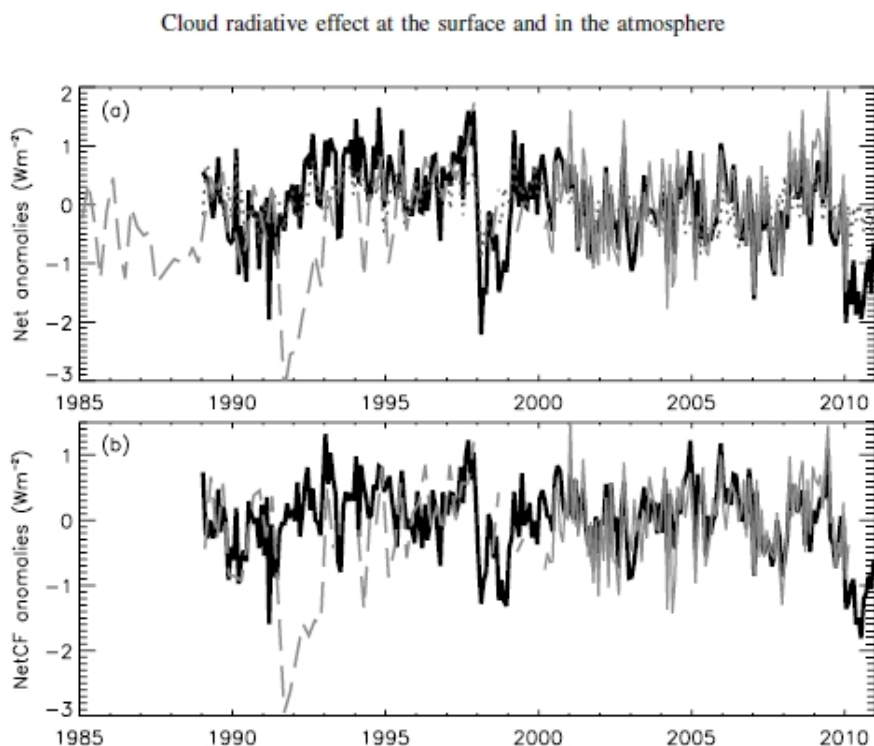 Cloud radiative effect at the surface and in the atmosphere
(a)
Net anomalies (Wm⁻²)
2
1
0
−1
−2
−3
1985 1990 1995 2000 2005 2010
(b)
NetCF anomalies (Wm⁻²)
1
0
−1
−2
−3
1985 1990 1995 2000 2005 2010